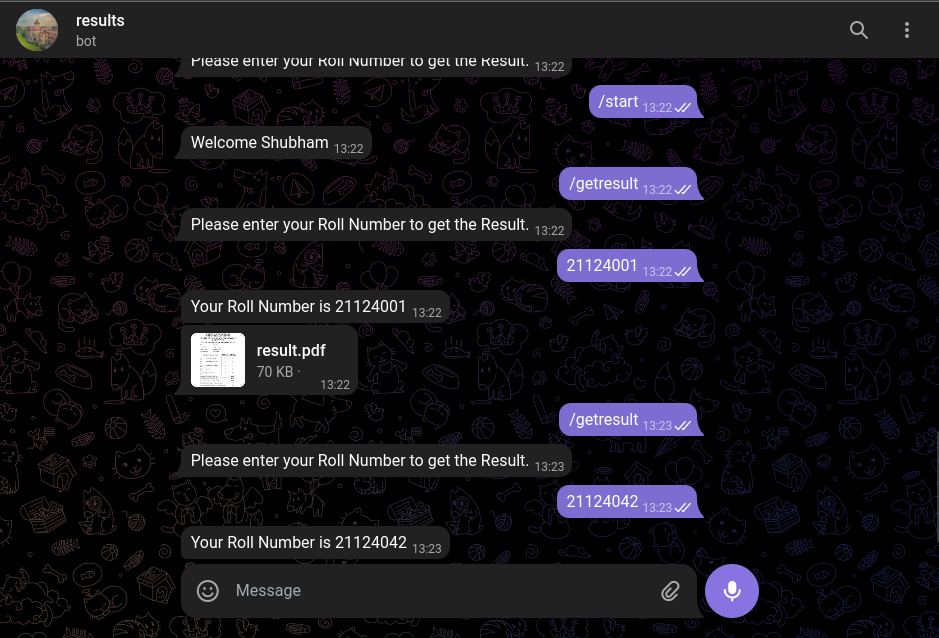 results
bot
Please enter your Roll Number to get the Result. 13:22
/start 13:22
Welcome Shubham 13:22
/getresult 13:22
Please enter your Roll Number to get the Result. 13:22
21124001 13:22
Your Roll Number is 21124001 13:22
result.pdf
70 KB ·
13:22
/getresult 13:23
Please enter your Roll Number to get the Result. 13:23
21124042 13:23
Your Roll Number is 21124042 13:23
Message